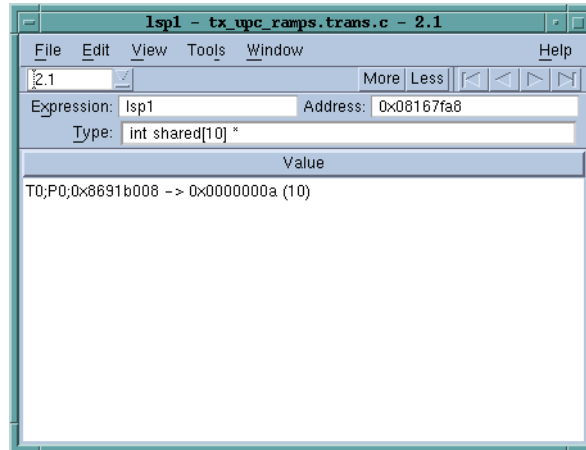 lsp1 - tx_upc_ramps.trans.c - 2.1
File Edit View Tools Window Help
2.1 More Less
Expression: lsp1 Address: 0x08167fa8
Type: int shared[10] *
Value
T0;P0;0x8691b008 -> 0x0000000a (10)